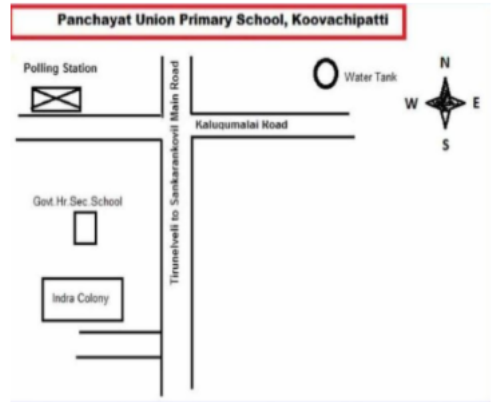 Panchayat Union Primary School, Koovachipatti
Polling Station
Water Tank
N
W
E
S
Kalugumalai Road
Tirunelveli to Sankarankovil Main Road
Govt.Hr.Sec.School
Indra Colony